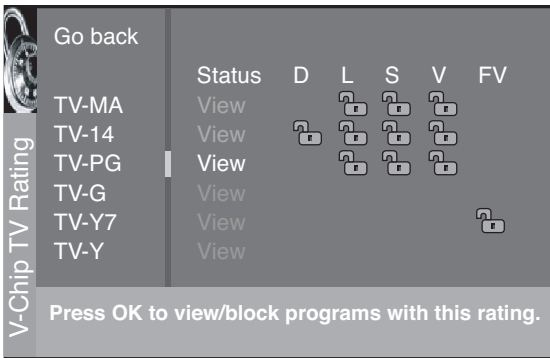 Go back
Status D L S V FV
TV-MA View
TV-14 View
TV-PG View
TV-G View
TV-Y7 View
TV-Y View
V-Chip TV Rating
Press OK to view/block programs with this rating.